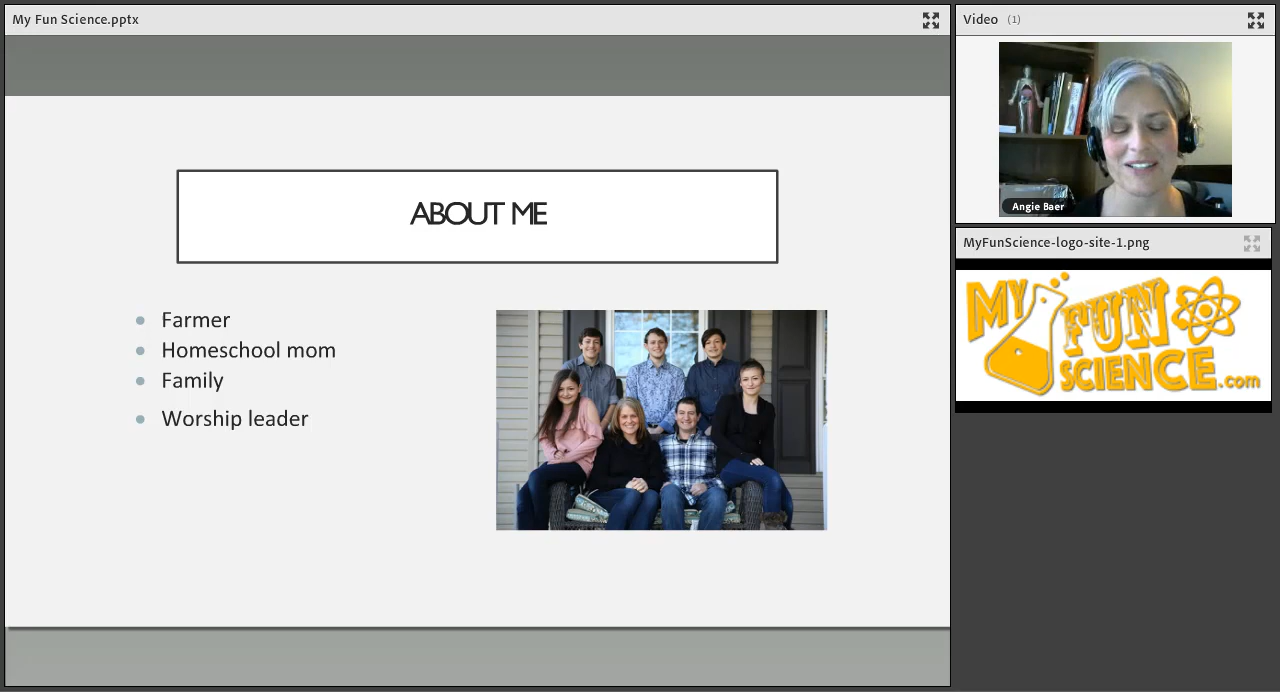 My Fun Science.pptx
ABOUT ME
Farmer
Homeschool mom
Family
Worship leader
Video (1)
Angie Baer
MyFunScience-logo-site-1.png
MY FUN
SCIENCE.com